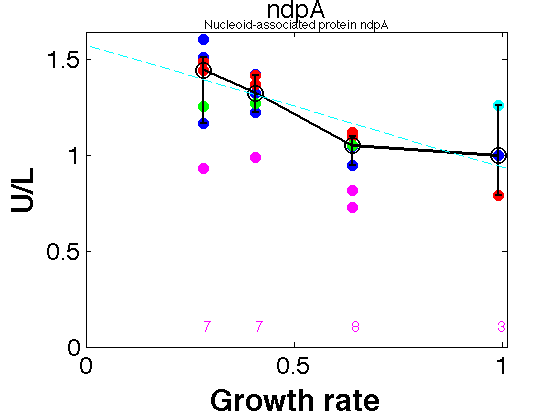 ndpA
Nucleoid-associated protein ndpA
1.5
1
0.5
0
U/L
7 7 8 3
0 0.5 1
Growth rate